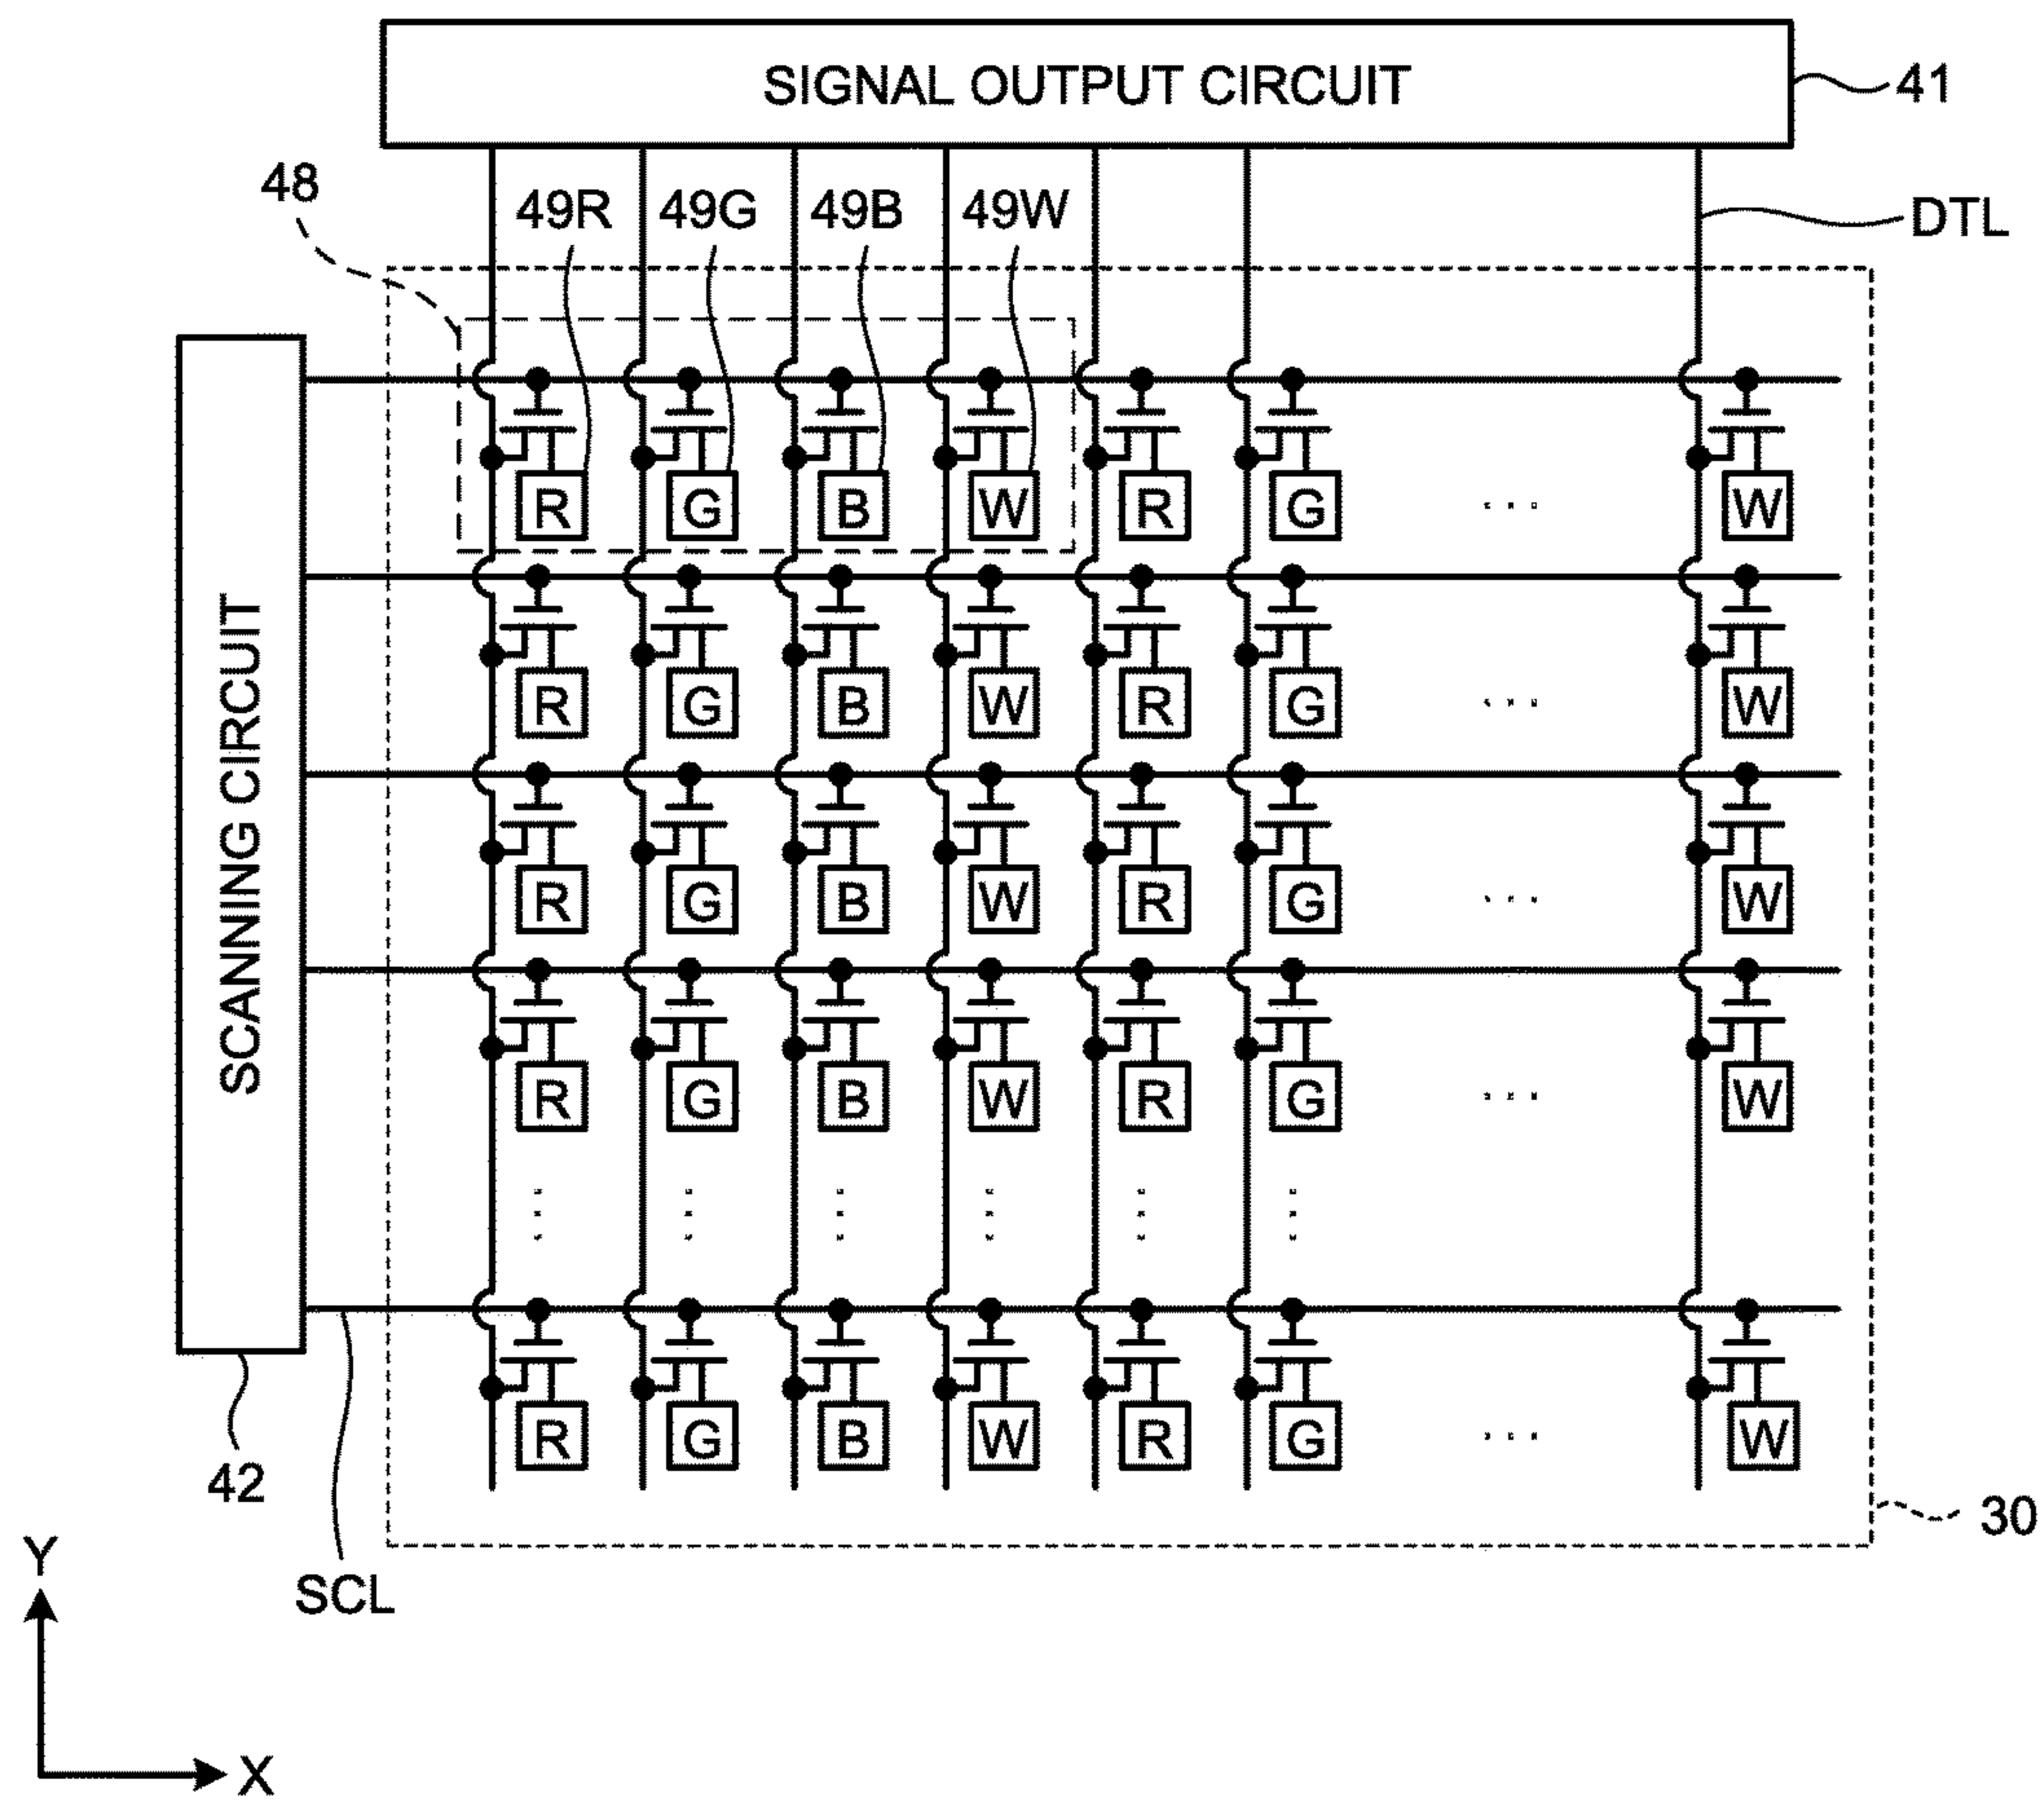 SIGNAL OUTPUT CIRCUIT
41
48
49R 49G 49B 49W
DTL
SCANNING CIRCUIT
R G B W R G ... W
R G B W R G ... W
R G B W R G ... W
R G B W R G ... W
R G B W R G ... W
42
30
SCL
Y
X